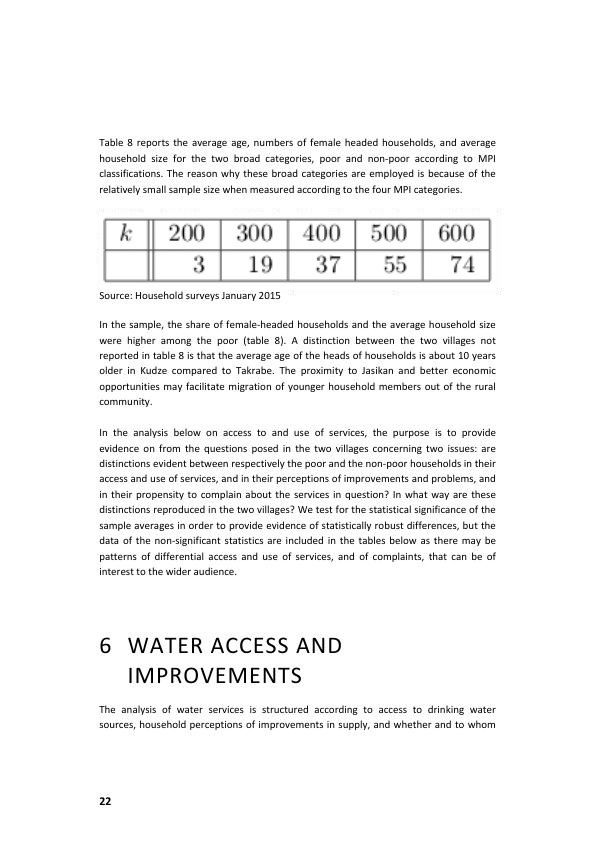 Table 8 reports the average age, numbers of female headed households, and average
household size for the two broad categories, poor and non-poor according to MPI
classifications. The reason why these broad categories are employed is because of the
relatively small sample size when measured according to the four MPI categories.
k 200 300 400 500 600
3 19 37 55 74
Source: Household surveys January 2015
In the sample, the share of female-headed households and the average household size
were higher among the poor (table 8). A distinction between the two villages not
reported in table 8 is that the average age of the heads of households is about 10 years
older in Kudze compared to Takrabe. The proximity to Jasikan and better economic
opportunities may facilitate migration of younger household members out of the rural
community.
In the analysis below on access to and use of services, the purpose is to provide
evidence on from the questions posed in the two villages concerning two issues: are
distinctions evident between respectively the poor and the non-poor households in their
access and use of services, and in their perceptions of improvements and problems, and
in their propensity to complain about the services in question? In what way are these
distinctions reproduced in the two villages? We test for the statistical significance of the
sample averages in order to provide evidence of statistically robust differences, but the
data of the non-significant statistics are included in the tables below as there may be
patterns of differential access and use of services, and of complaints, that can be of
interest to the wider audience.
6 WATER ACCESS AND
IMPROVEMENTS
The analysis of water services is structured according to access to drinking water
sources, household perceptions of improvements in supply, and whether and to whom
22